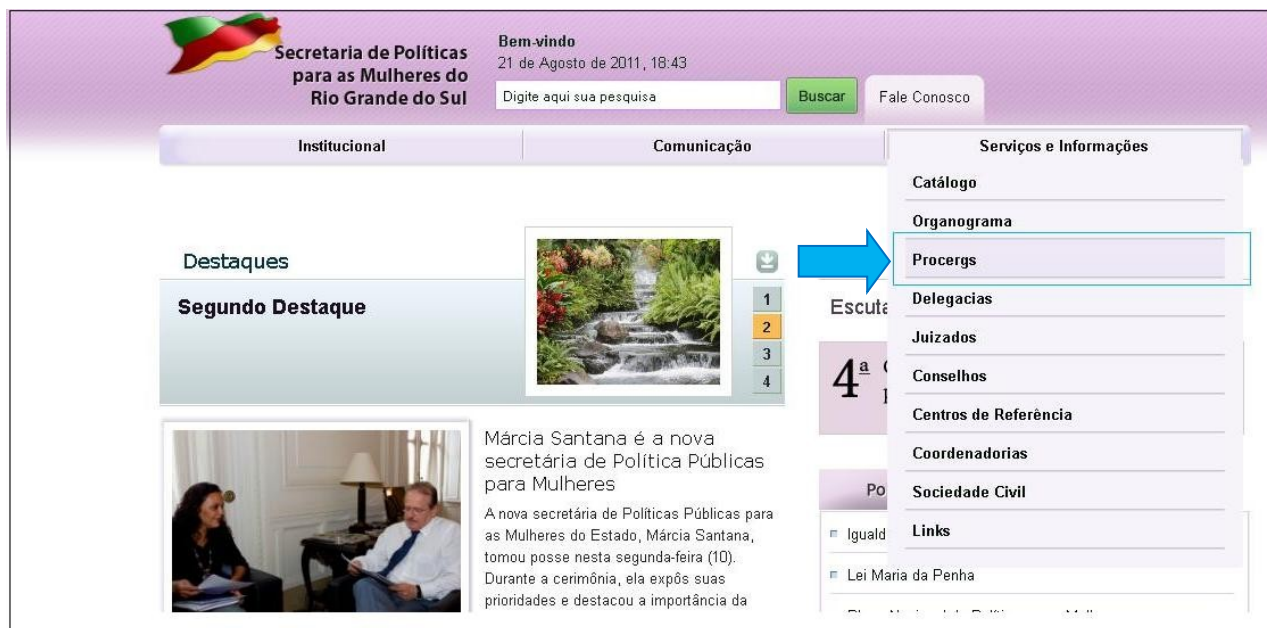 Secretaria de Políticas
para as Mulheres do
Rio Grande do Sul
Bem-vindo
21 de Agosto de 2011, 18:43
Digite aqui sua pesquisa
Buscar
Fale Conosco
Institucional
Comunicação
Serviços e Informações
Catálogo
Organograma
Procergs
Delegacias
Juizados
Conselhos
Centros de Referência
Coordenadorias
Sociedade Civil
Links
Destaques
Segundo Destaque
1
2
3
4
Márcia Santana é a nova
secretária de Política Públicas
para Mulheres
A nova secretária de Políticas Públicas para
as Mulheres do Estado, Márcia Santana,
tomou posse nesta segunda-feira (10).
Durante a cerimônia, ela expôs suas
prioridades e destacou a importância da
Escuta
4ª
Po
Iguald
Lei Maria da Penha